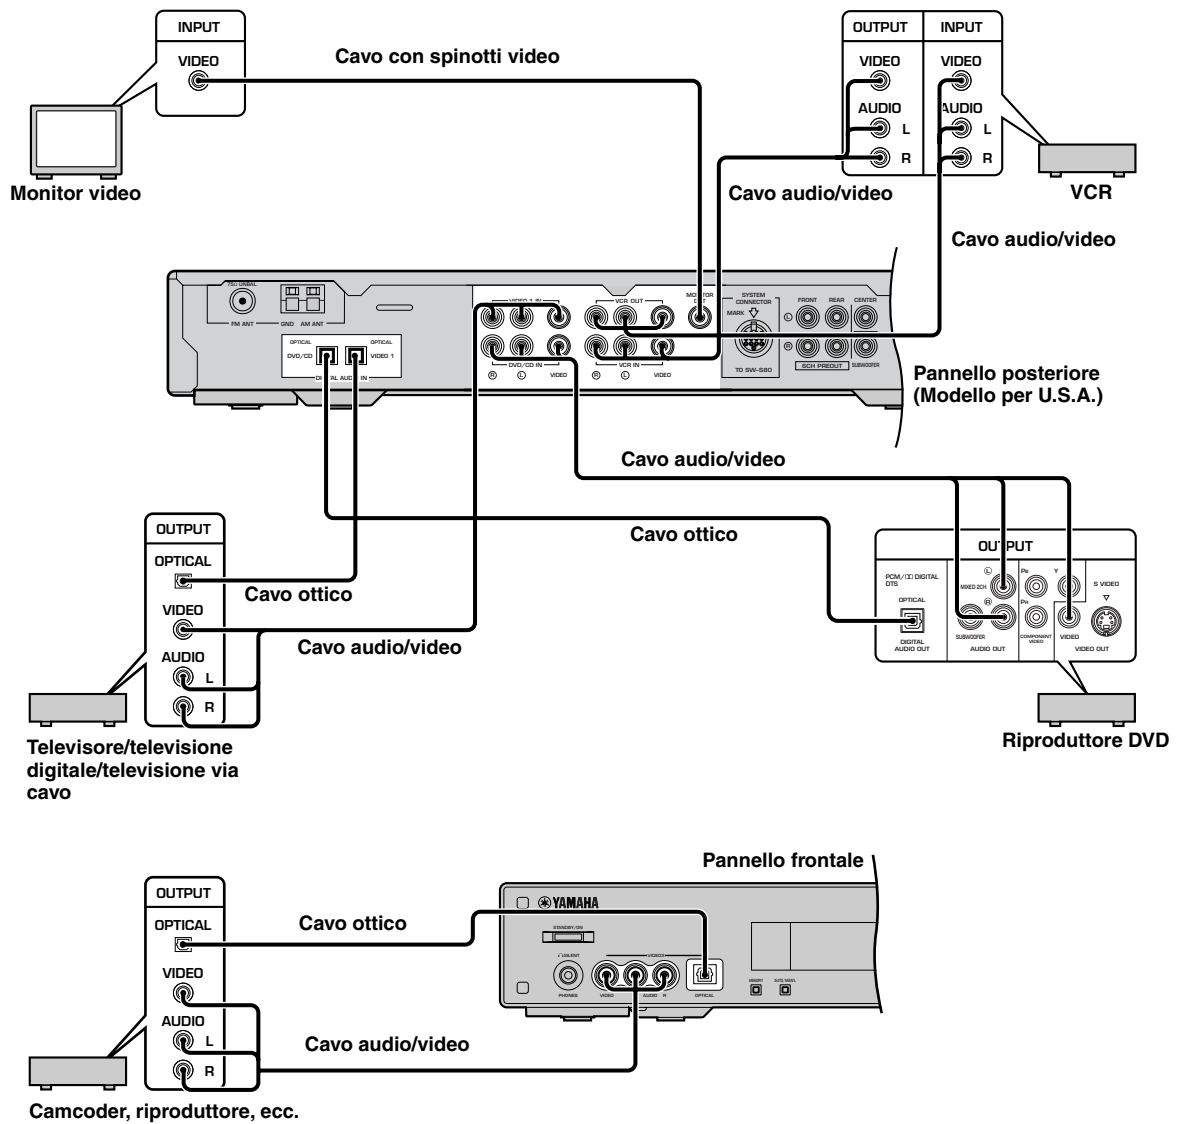 INPUT
VIDEO
Cavo con spinotti video
Monitor video
OUTPUT
INPUT
VIDEO
VIDEO
AUDIO
AUDIO
L
L
R
R
VCR
Cavo audio/video
Cavo audio/video
75Ω UNBAL.
FM ANT
GND
AM ANT
VIDEO 1 IN
VCR OUT
MONITOR
OUT
SYSTEM
CONNECTOR
MARK
TO SW-S80
FRONT
REAR
CENTER
L
R
6CH PREOUT
SUBWOOFER
OPTICAL
OPTICAL
DVD/CD
VIDEO 1
DIGITAL AUDIO IN
DVD/CD IN
VCR IN
R
L
VIDEO
R
L
VIDEO
Pannello posteriore
(Modello per U.S.A.)
Cavo audio/video
Cavo ottico
OUTPUT
OPTICAL
VIDEO
AUDIO
L
R
Cavo ottico
Cavo audio/video
Televisore/televisione
digitale/televisione via
cavo
OUTPUT
PCM/DD DIGITAL
DTS
OPTICAL
DIGITAL
AUDIO OUT
L
MIXED 2CH
R
SUBWOOFER
AUDIO OUT
PB
PR
Y
COMPONENT
VIDEO
VIDEO
S VIDEO
VIDEO OUT
Riproduttore DVD
Pannello frontale
YAMAHA
STANDBY/ON
SILENT
PHONES
VIDEO
AUDIO
R
OPTICAL
MEMORY
OUTPUT
OPTICAL
VIDEO
AUDIO
L
R
Cavo ottico
Cavo audio/video
Camcoder, riproduttore, ecc.